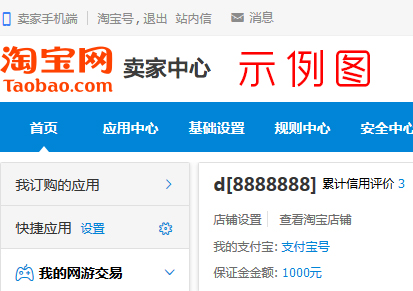 卖家手机端 淘宝号,退出 站内信 消息
淘宝网 卖家中心 示例图
Taobao.com
首页 应用中心 基础设置 规则中心 安全中心
我订购的应用
d[8888888] 累计信用评价 3
快捷应用 设置
店铺设置 查看淘宝店铺
我的支付宝: 支付宝号
我的网游交易
保证金金额: 1000元